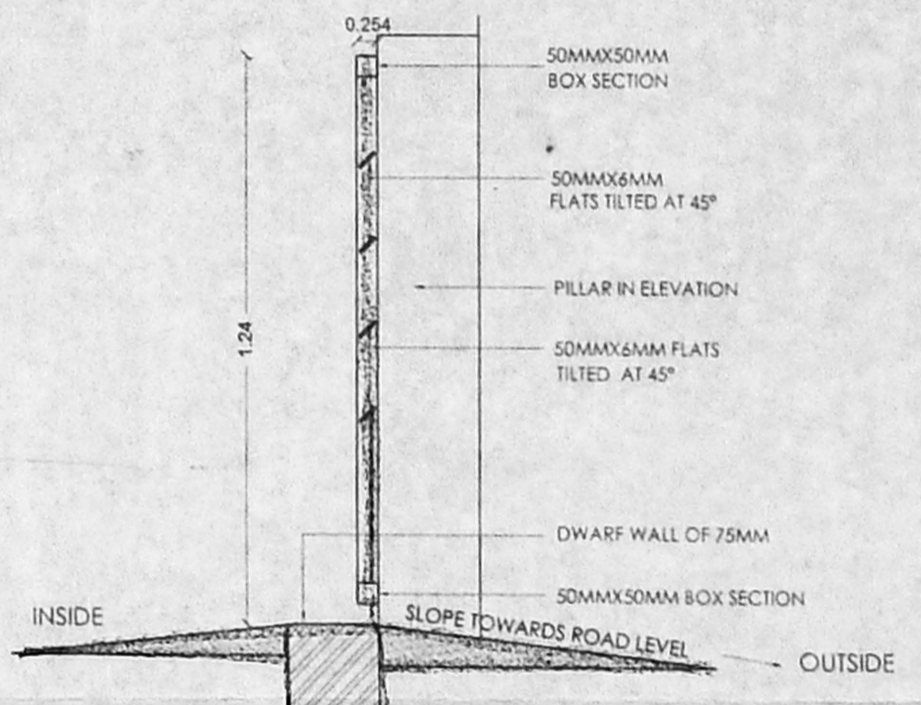 0.254
50MMX50MM
BOX SECTION
50MMX6MM
FLATS TILTED AT 45°
PILLAR IN ELEVATION
1.24
50MMX6MM FLATS
TILTED AT 45°
DWARF WALL OF 75MM
50MMX50MM BOX SECTION
INSIDE
SLOPE TOWARDS ROAD LEVEL
OUTSIDE